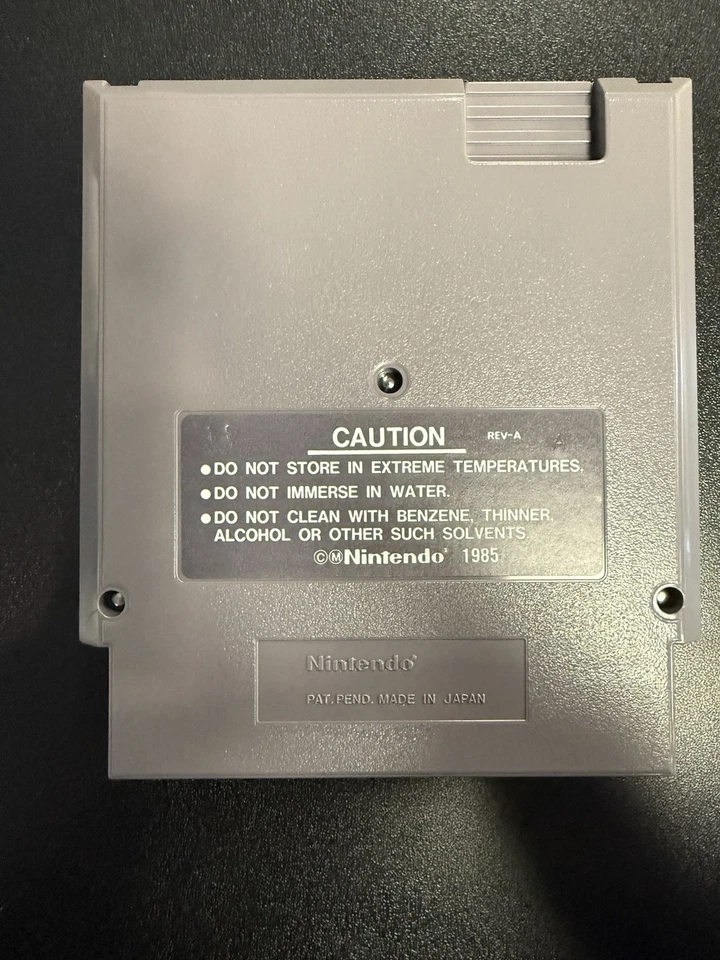 CAUTION REV-A
●DO NOT STORE IN EXTREME TEMPERATURES.
●DO NOT IMMERSE IN WATER.
●DO NOT CLEAN WITH BENZENE, THINNER,
ALCOHOL OR OTHER SUCH SOLVENTS.
©Ⓜ Nintendo® 1985
Nintendo®
PAT. PEND. MADE IN JAPAN